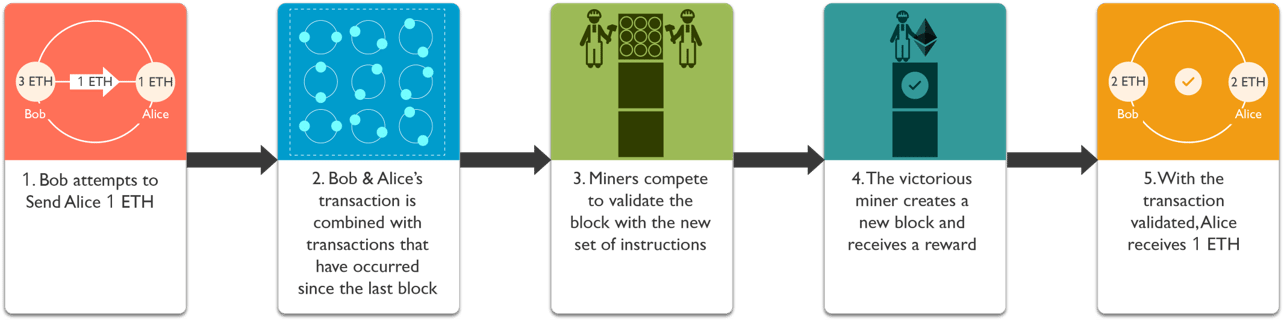 3 ETH
1 ETH
1 ETH
Bob
Alice
1. Bob attempts to
Send Alice 1 ETH
2. Bob & Alice's
transaction is
combined with
transactions that
have occurred
since the last block
3. Miners compete
to validate the
block with the new
set of instructions
4. The victorious
miner creates a
new block and
receives a reward
2 ETH
2 ETH
Bob
Alice
5. With the
transaction
validated, Alice
receives 1 ETH